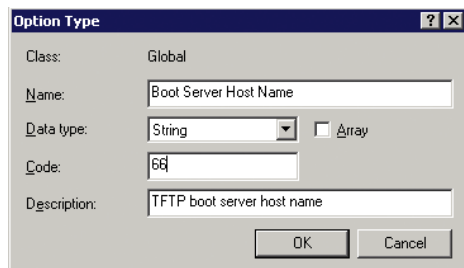 Option Type ? X
Class: Global
Name: Boot Server Host Name
Data type: String Array
Code: 66
Description: TFTP boot server host name
OK Cancel